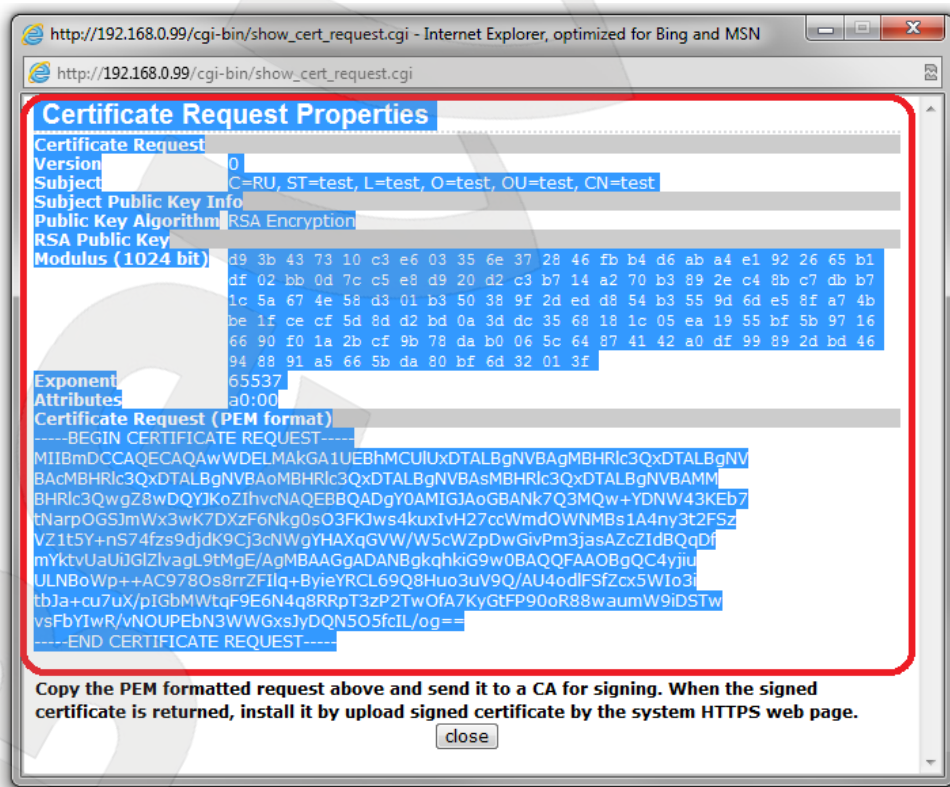 http://192.168.0.99/cgi-bin/show_cert_request.cgi - Internet Explorer, optimized for Bing and MSN
http://192.168.0.99/cgi-bin/show_cert_request.cgi
Certificate Request Properties
Certificate Request
Version 0
Subject C=RU, ST=test, L=test, O=test, OU=test, CN=test
Subject Public Key Info
Public Key Algorithm RSA Encryption
RSA Public Key
Modulus (1024 bit) d9 3b 43 73 10 c3 e6 03 35 6e 37 28 46 fb b4 d6 ab a4 e1 92 26 65 b1
df 02 bb 0d 7c c5 e8 d9 20 d2 c3 b7 14 a2 70 b3 89 2e c4 8b c7 db b7
1c 5a 67 4e 58 d3 01 b3 50 38 9f 2d ed d8 54 b3 55 9d 6d e5 8f a7 4b
be 1f ce cf 5d 8d d2 bd 0a 3d dc 35 68 18 1c 05 ea 19 55 bf 5b 97 16
66 90 f0 1a 2b cf 9b 78 da b0 06 5c 64 87 41 42 a0 df 99 89 2d bd 46
94 88 91 a5 66 5b da 80 bf 6d 32 01 3f
Exponent 65537
Attributes a0:00
Certificate Request (PEM format)
-----BEGIN CERTIFICATE REQUEST-----
MIIBmDCCAQECAQAwWDELMAkGA1UEBhMCUlUxDTALBgNVBAgMBHRlc3QxDTALBgNV
BAcMBHRlc3QxDTALBgNVBAoMBHRlc3QxDTALBgNVBAsMBHRlc3QxDTALBgNVBAMM
BHRlc3QwgZ8wDQYJKoZIhvcNAQEBBQADgY0AMIGJAoGBANk7Q3MQw+YDNW43KEb7
tNarpOGSJmWx3wK7DXzF6Nkg0sO3FKJws4kuxIvH27ccWmdOWNMBs1A4ny3t2FSz
VZ1t5Y+nS74fzs9djdK9Cj3cNWgYHAXqGVW/W5cWZpDwGivPm3jasAZcZIdBQqDf
mYktvUaUiJGlZlvagL9tMgE/AgMBAAGgADANBgkqhkiG9w0BAQQFAAOBgQC4yjiu
ULNBoWp++AC978Os8rrZFIlq+ByieYRCL69Q8Huo3uV9Q/AU4odlFSfZcx5WIo3i
tbJa+cu7uX/pIGbMWtqF9E6N4q8RRpT3zP2TwOfA7KyGtFP90oR88waumW9iDSTw
vsFbYIwR/vNOUPEbN3WWGxsJyDQN5O5fcIL/og==
-----END CERTIFICATE REQUEST-----
Copy the PEM formatted request above and send it to a CA for signing. When the signed
certificate is returned, install it by upload signed certificate by the system HTTPS web page.
close